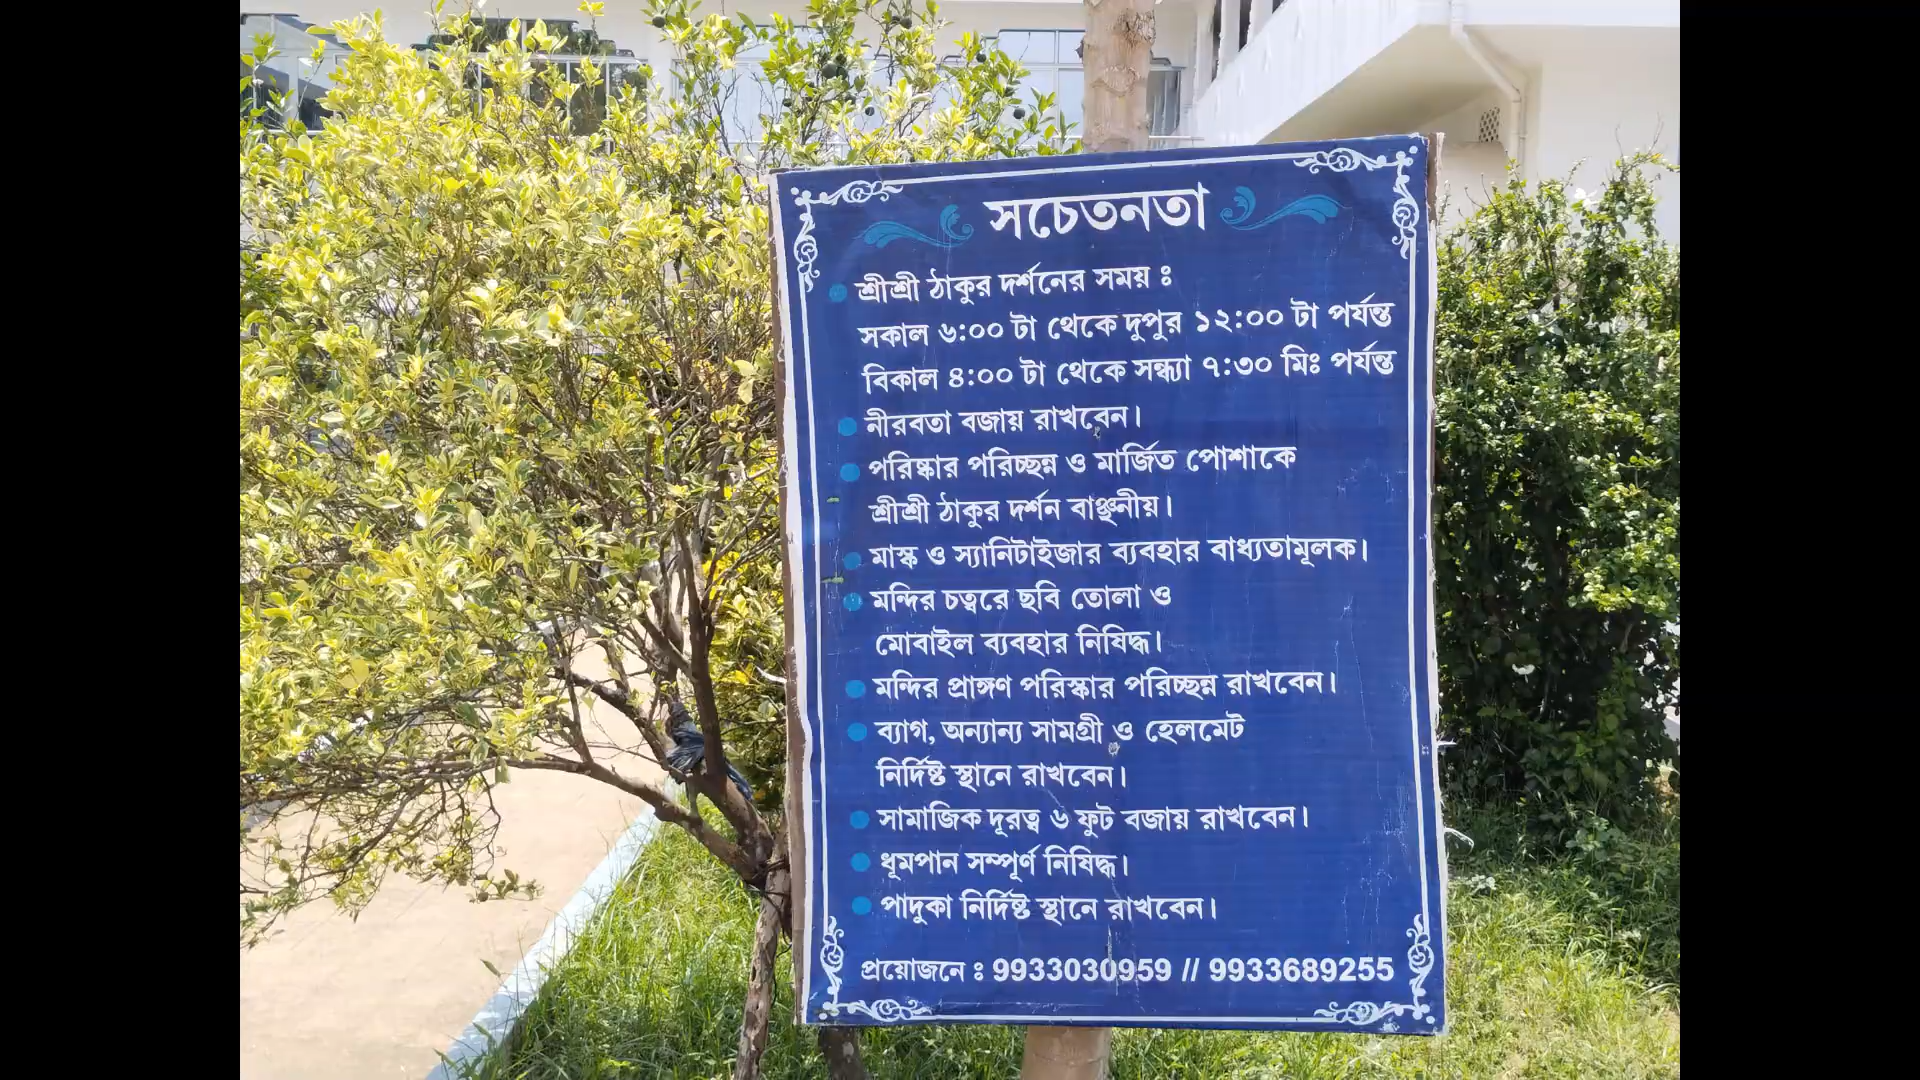 সচেতনতা
শ্রীশ্রী ঠাকুর দর্শনের সময় ঃ
সকাল ৬:০০ টা থেকে দুপুর ১২:০০ টা পর্যন্ত
বিকাল ৪:০০ টা থেকে সন্ধ্যা ৭:৩০ মিঃ পর্যন্ত
নীরবতা বজায় রাখবেন।
পরিষ্কার পরিচ্ছন্ন ও মার্জিত পোশাকে
শ্রীশ্রী ঠাকুর দর্শন বাঞ্ছনীয়।
মাস্ক ও স্যানিটাইজার ব্যবহার বাধ্যতামূলক।
মন্দির চত্বরে ছবি তোলা ও
মোবাইল ব্যবহার নিষিদ্ধ।
মন্দির প্রাঙ্গণ পরিস্কার পরিচ্ছন্ন রাখবেন।
ব্যাগ, অন্যান্য সামগ্রী ও হেলমেট
নির্দিষ্ট স্থানে রাখবেন।
সামাজিক দূরত্ব ৬ ফুট বজায় রাখবেন।
ধূমপান সম্পূর্ণ নিষিদ্ধ।
পাদুকা নির্দিষ্ট স্থানে রাখবেন।
প্রয়োজনে ঃ 9933030959 // 9933689255